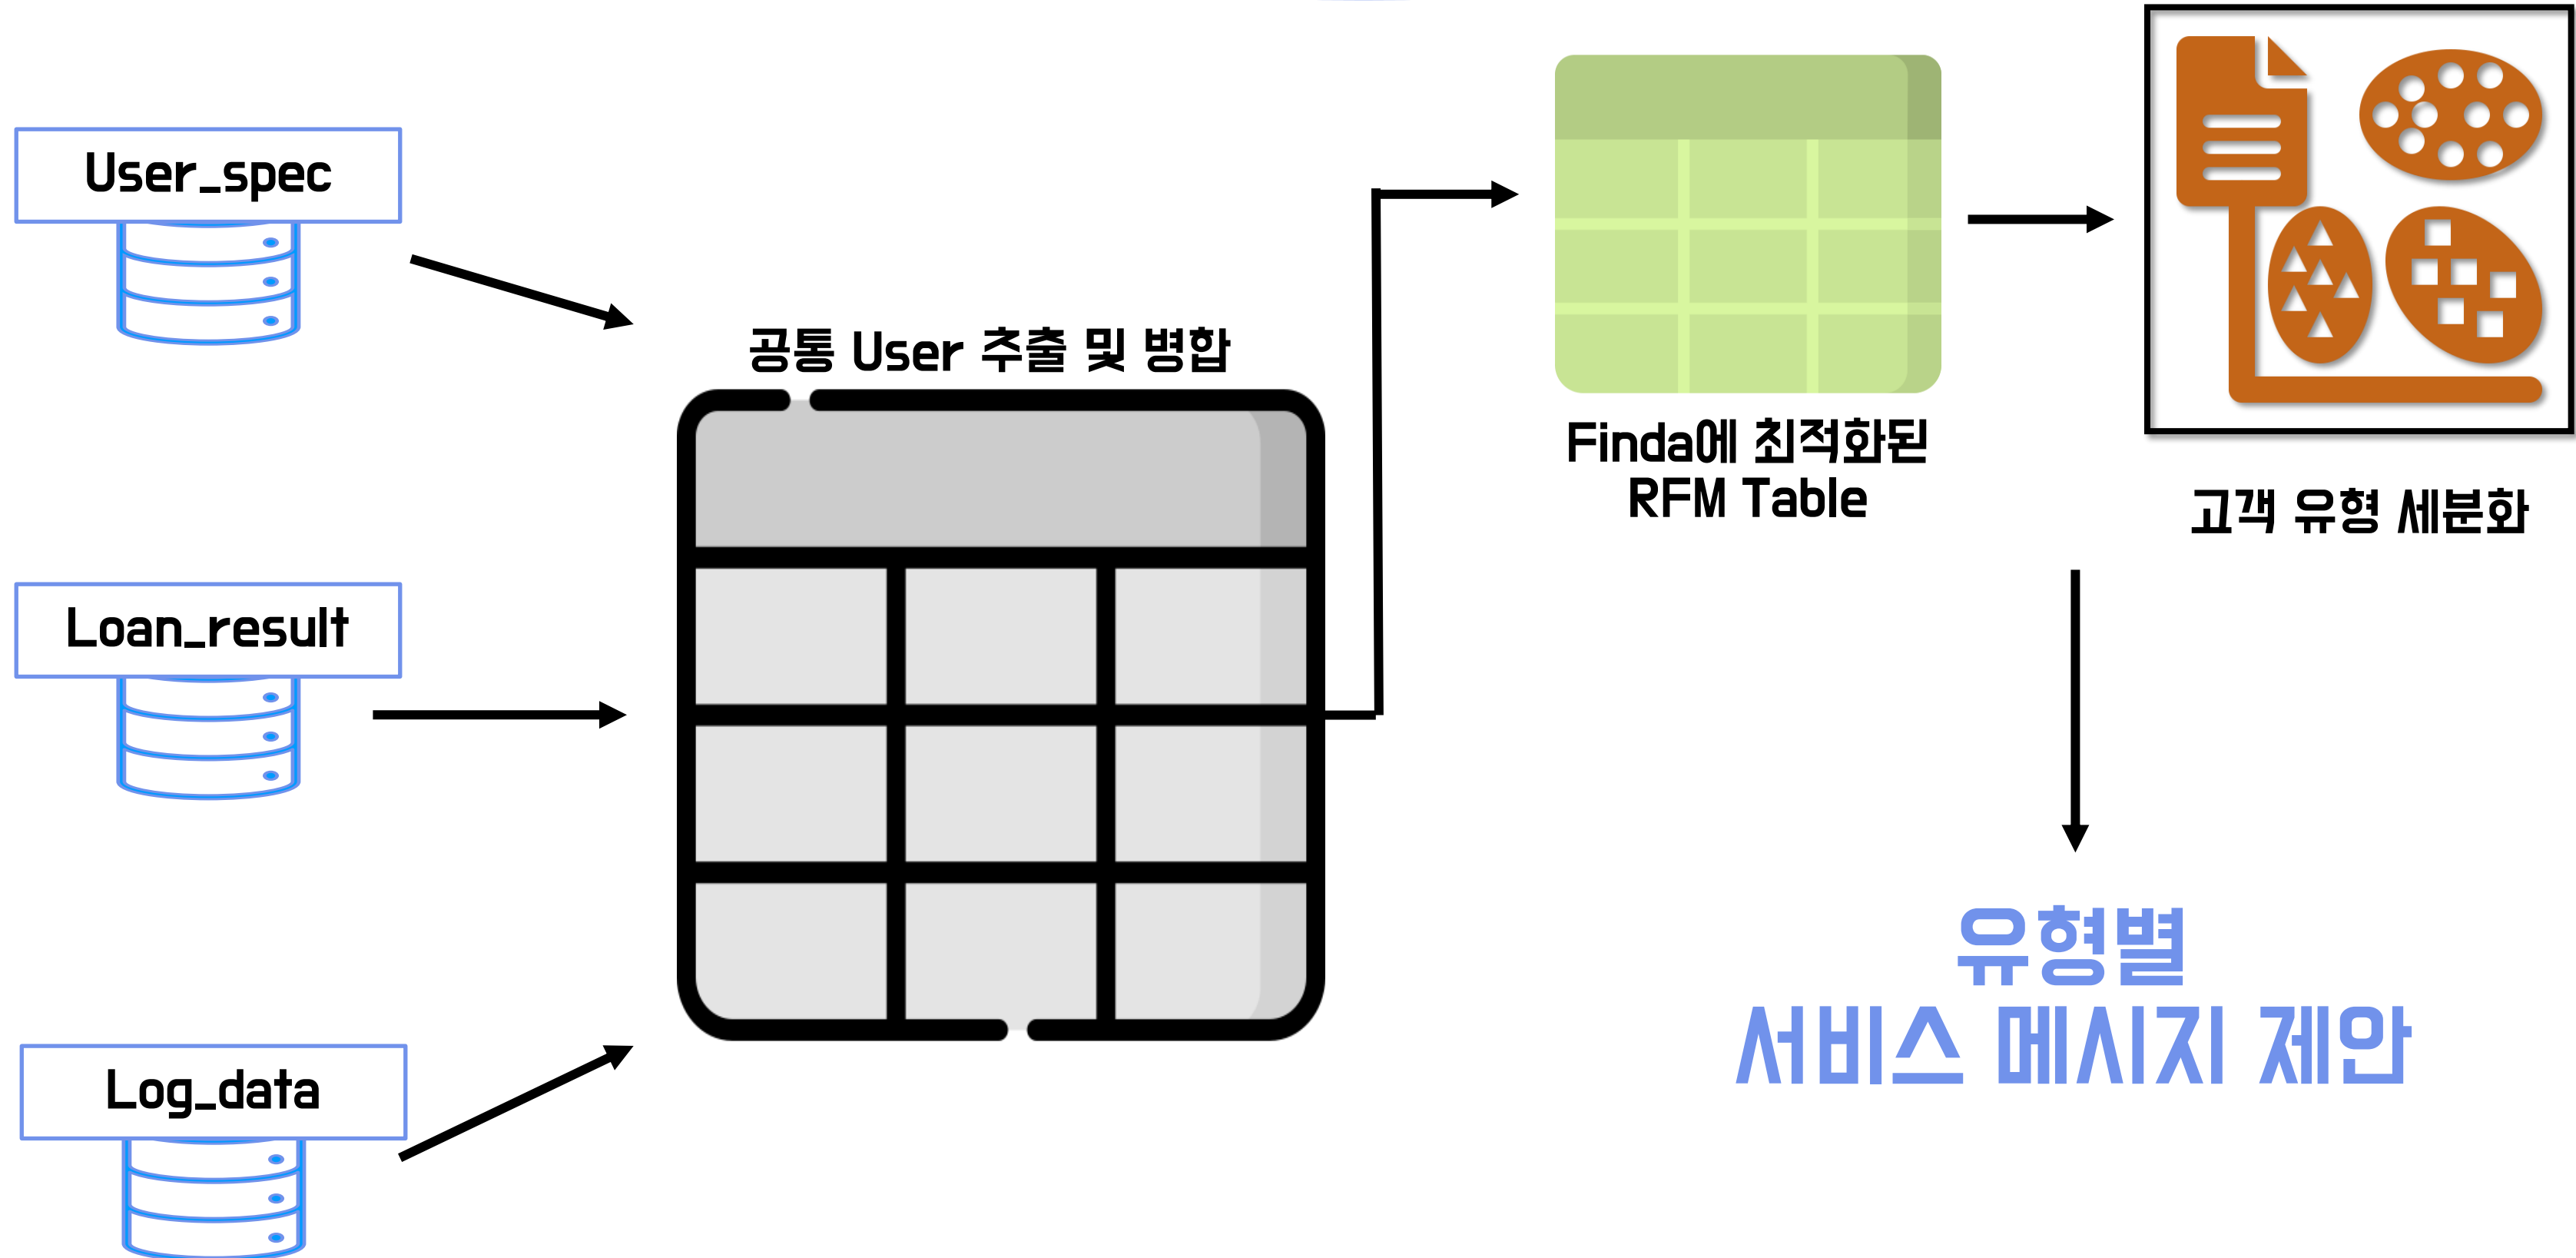 User_spec
Loan_result
Log_data
공통 User 추출 및 병합
Finda에 최적화된
RFM Table
고객 유형 세분화
유형별
서비스 메시지 제안